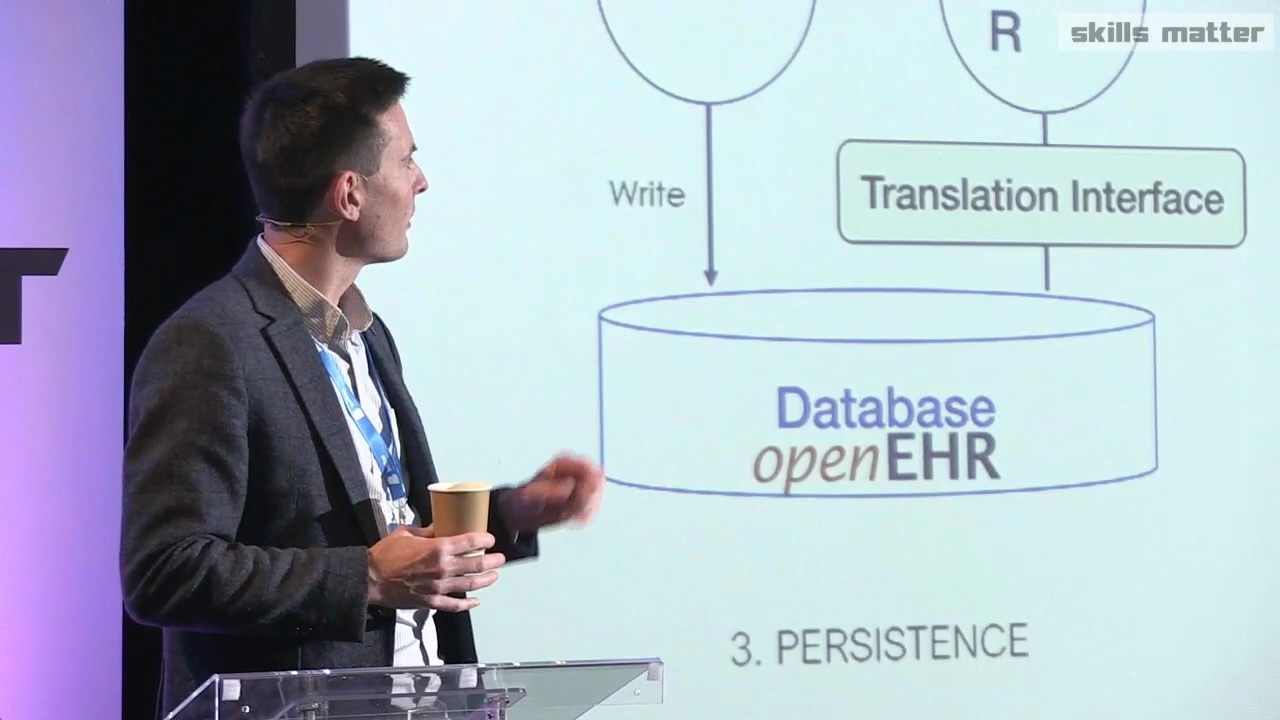 skills matter
R
Write
Translation Interface
Database
openEHR
3. PERSISTENCE